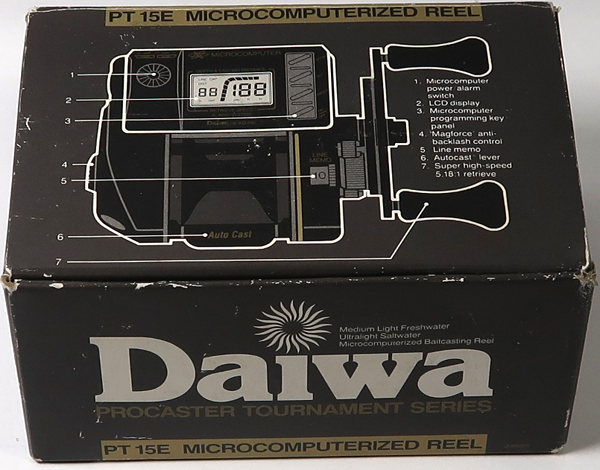 PT 15E MICROCOMPUTERIZED REEL
MICROCOMPUTER
88 188
1
2
3
4
5
6
7
LINE
MEMO
Auto Cast
1. Microcomputer
power/alarm
switch
2. LCD display
3. Microcomputer
programming key
panel
4. 'Magforce' anti-
backlash control
5 Line memo
6. Autocast' lever
7. Super high-speed
5.18:1 retrieve
Medium Light Freshwater
Ultralight Saltwater
Microcomputerized Baitcasting Reel
Daiwa
PROCASTER TOURNAMENT SERIES
PT 15E MICROCOMPUTERIZED REEL